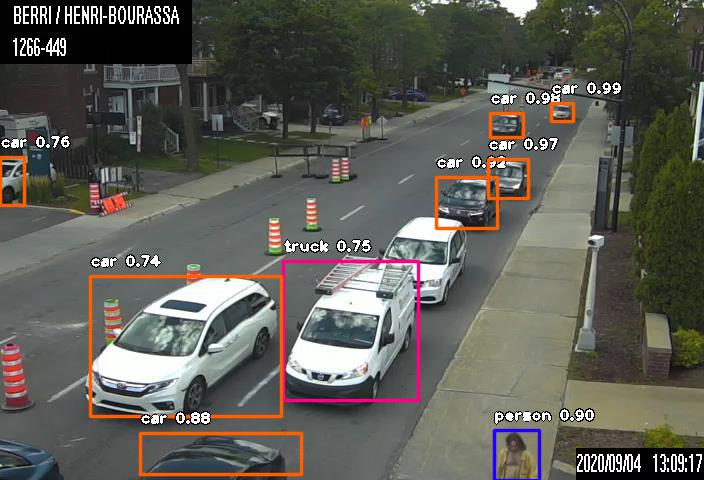 BERRI / HENRI-BOURASSA
1266-449
car 0.99
car 0.98
car 0.76
car 0.97
car 0.92
truck 0.75
car 0.74
car 0.88
person 0.90
2020/09/04 13:09:17